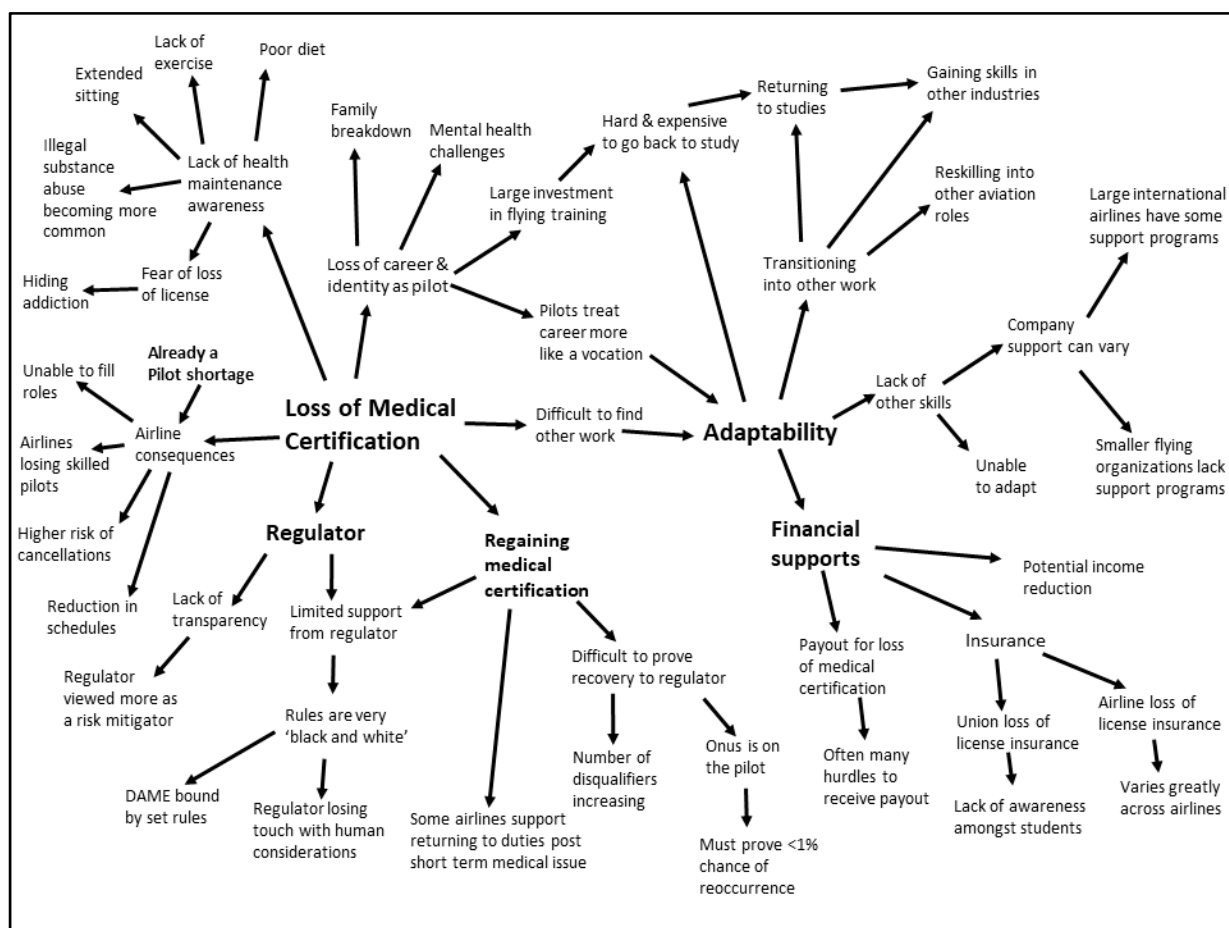 Lack of
exercise
Poor diet
Extended
sitting
Illegal
substance
abuse
becoming more
common
Lack of health
maintenance
awareness
Fear of loss
of license
Hiding
addiction
Family
breakdown
Mental health
challenges
Large investment
in flying training
Loss of career &
identity as pilot
Pilots treat
career more
like a vocation
Hard & expensive
to go back to study
Returning
to studies
Gaining skills in
other industries
Reskilling into
other aviation
roles
Transitioning
into other work
Large international
airlines have some
support programs
Company
support can vary
Lack of
other skills
Unable
to adapt
Smaller flying
organizations lack
support programs
Already a
Pilot shortage
Unable to fill
roles
Airline
consequences
Airlines
losing skilled
pilots
Higher risk of
cancellations
Reduction in
schedules
Loss of Medical
Certification
Difficult to find
other work
Adaptability
Regulator
Lack of
transparency
Regulator
viewed more as
a risk mitigator
Limited support
from regulator
Rules are very
‘black and white’
DAME bound
by set rules
Regulator losing
touch with human
considerations
Regaining
medical
certification
Difficult to prove
recovery to regulator
Number of
disqualifiers
increasing
Onus is on
the pilot
Must prove <1%
chance of
reoccurrence
Some airlines support
returning to duties post
short term medical issue
Financial
supports
Potential income
reduction
Payout for loss
of medical
certification
Often many
hurdles to
receive payout
Insurance
Union loss of
license insurance
Lack of awareness
amongst students
Airline loss of
license insurance
Varies greatly
across airlines